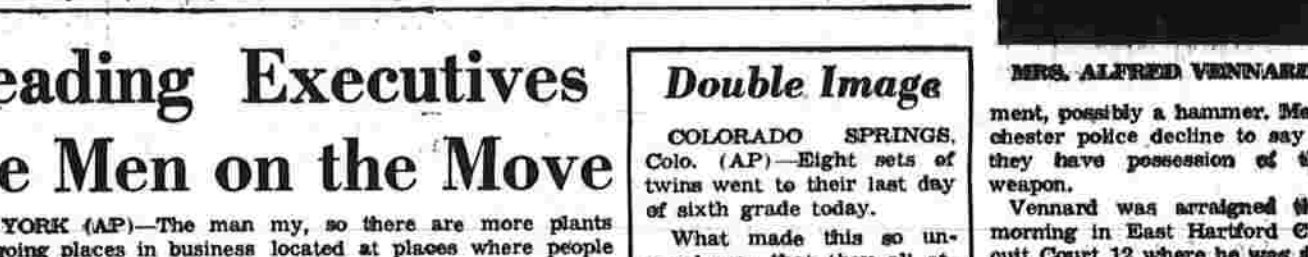 eading Executives
e Men on the Move
YORK (AP)—The man
going places in business
my, so there are more plants
located at places where people
Double Image
COLORADO SPRINGS,
Colo. (AP)—Eight sets of
twins went to their last day
of sixth grade today.
What made this so un-
MRS. ALFRED VENNARD
ment, possibly a hammer.
chester police decline to say
they have possession of
weapon.
Vennard was arraigned
morning in East Hartford
cuit Court 12 where he was